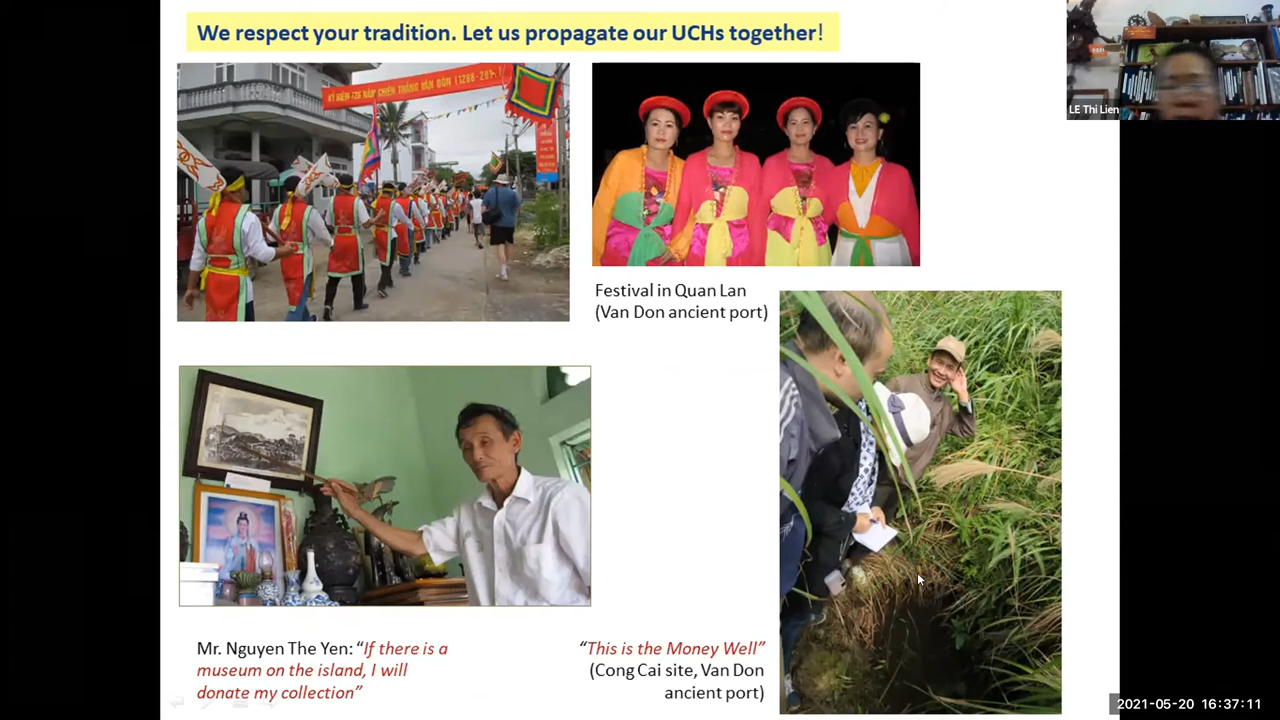 We respect your tradition. Let us propagate our UCHs together!
LE Thi Lien
Festival in Quan Lan
(Van Don ancient port)
Mr. Nguyen The Yen: “If there is a
museum on the island, I will
donate my collection”
“This is the Money Well”
(Cong Cai site, Van Don
ancient port)
2021-05-20 16:37:11